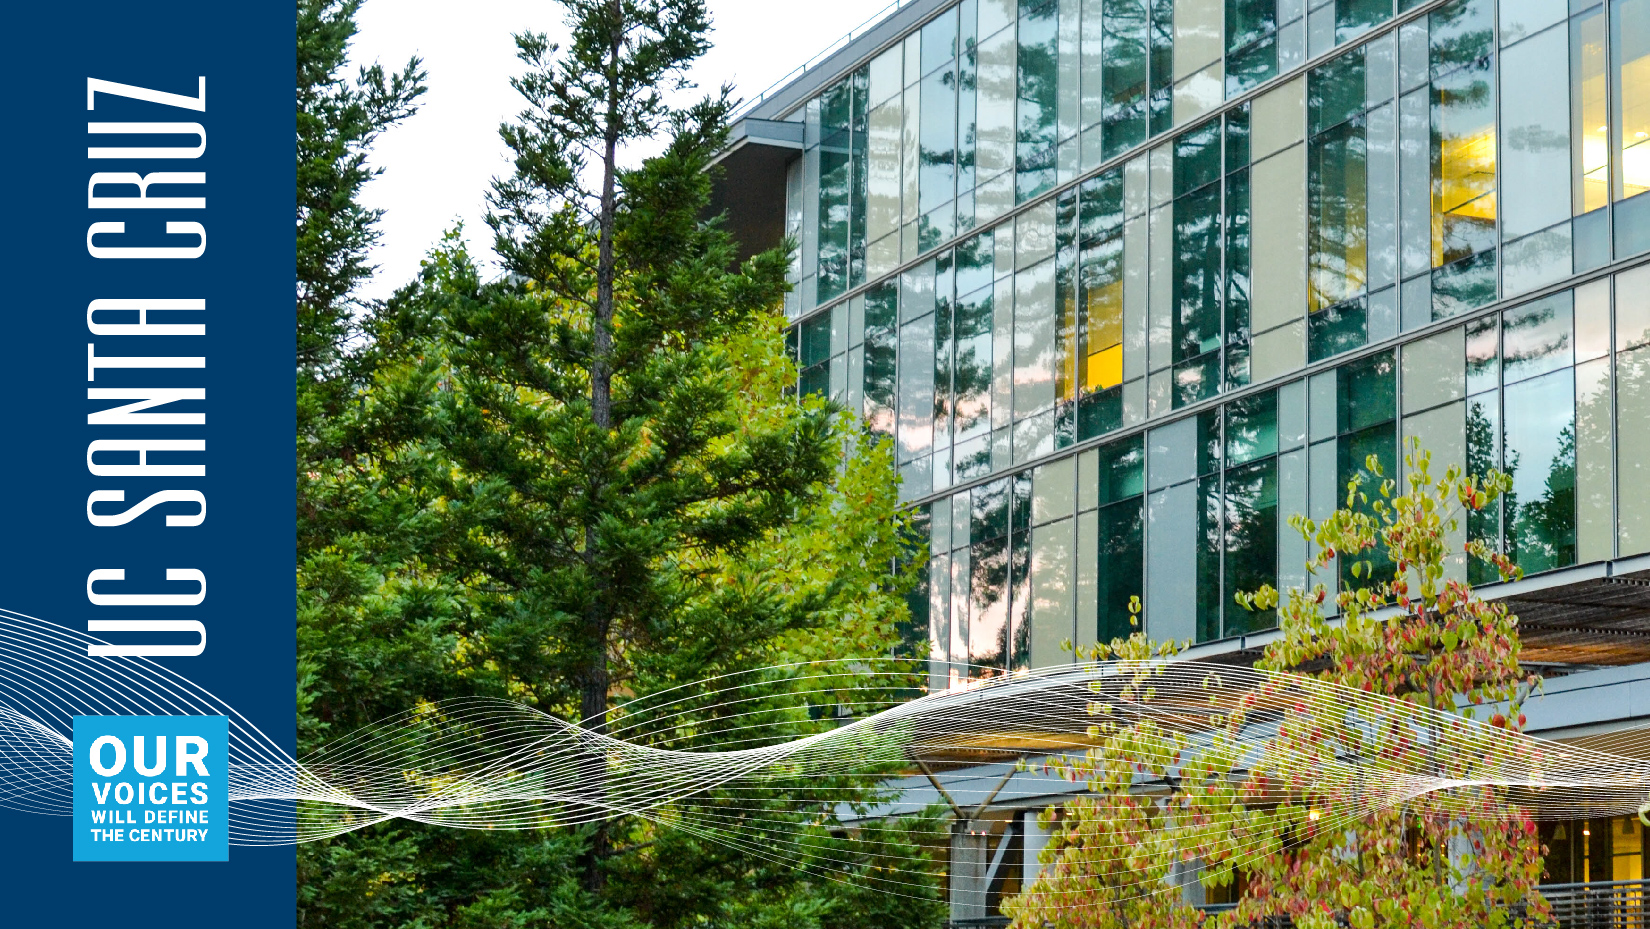 UC SANTA CRUZ
OUR
VOICES
WILL DEFINE
THE CENTURY